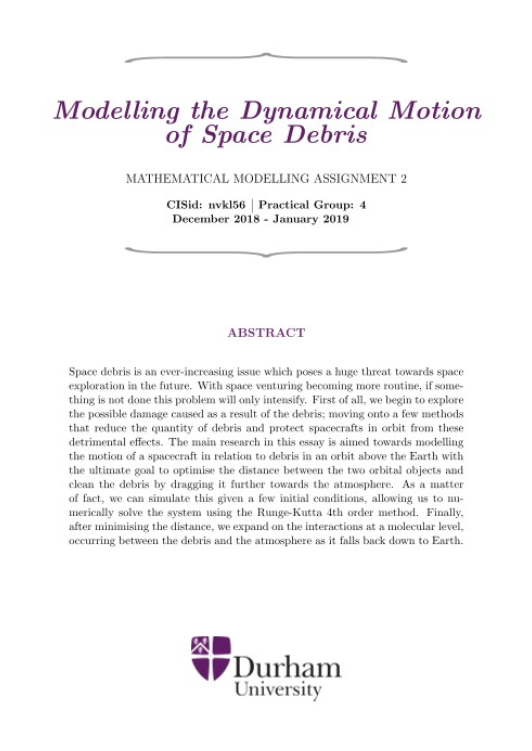 Modelling the Dynamical Motion
of Space Debris
MATHEMATICAL MODELLING ASSIGNMENT 2
CISid: nvkl56 | Practical Group: 4
December 2018 - January 2019
ABSTRACT
Space debris is an ever-increasing issue which poses a huge threat towards space
exploration in the future. With space venturing becoming more routine, if some-
thing is not done this problem will only intensify. First of all, we begin to explore
the possible damage caused as a result of the debris; moving onto a few methods
that reduce the quantity of debris and protect spacecrafts in orbit from these
detrimental effects. The main research in this essay is aimed towards modelling
the motion of a spacecraft in relation to debris in an orbit above the Earth with
the ultimate goal to optimise the distance between the two orbital objects and
clean the debris by dragging it further towards the atmosphere. As a matter
of fact, we can simulate this given a few initial conditions, allowing us to nu-
merically solve the system using the Runge-Kutta 4th order method. Finally,
after minimising the distance, we expand on the interactions at a molecular level,
occurring between the debris and the atmosphere as it falls back down to Earth.
Durham
University